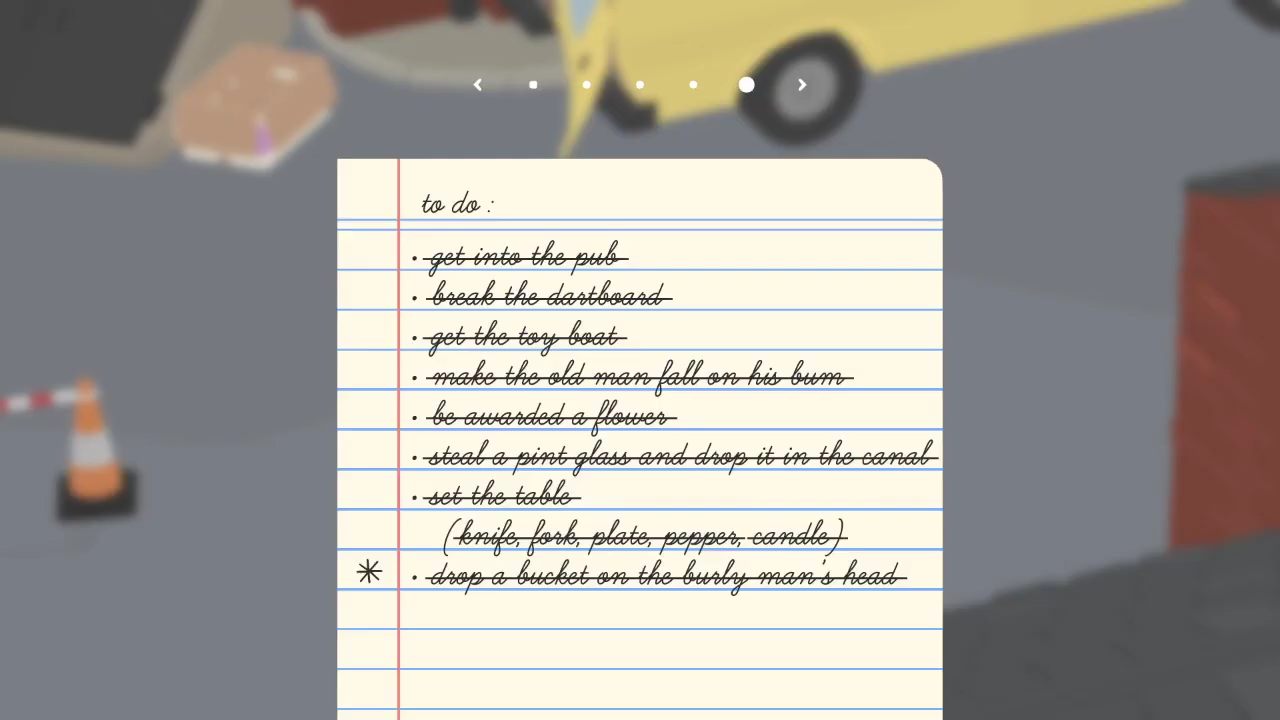 to do :
• get into the pub
• break the dartboard
• get the toy boat
• make the old man fall on his bum
• be awarded a flower
• steal a pint glass and drop it in the canal
• set the table
(knife, fork, plate, pepper, candle)
• drop a bucket on the burly man's head